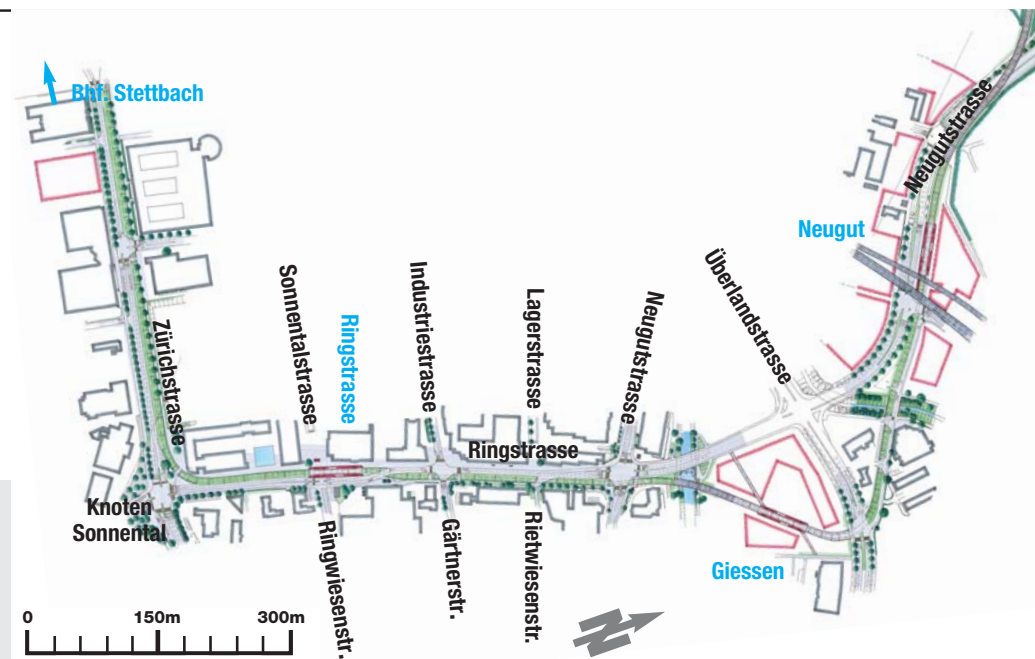 Bhf. Stettbach
Neugutstrasse
Neugut
Überlandstrasse
Sonnentalstrasse
Ringstrasse
Industriestrasse
Lagerstrasse
Neugutstrasse
Zürichstrasse
Ringstrasse
Knoten
Sonnental
Ringwiesenstr.
Gärtnerstr.
Rietwiesenstr.
Giessen
0 150m 300m
N